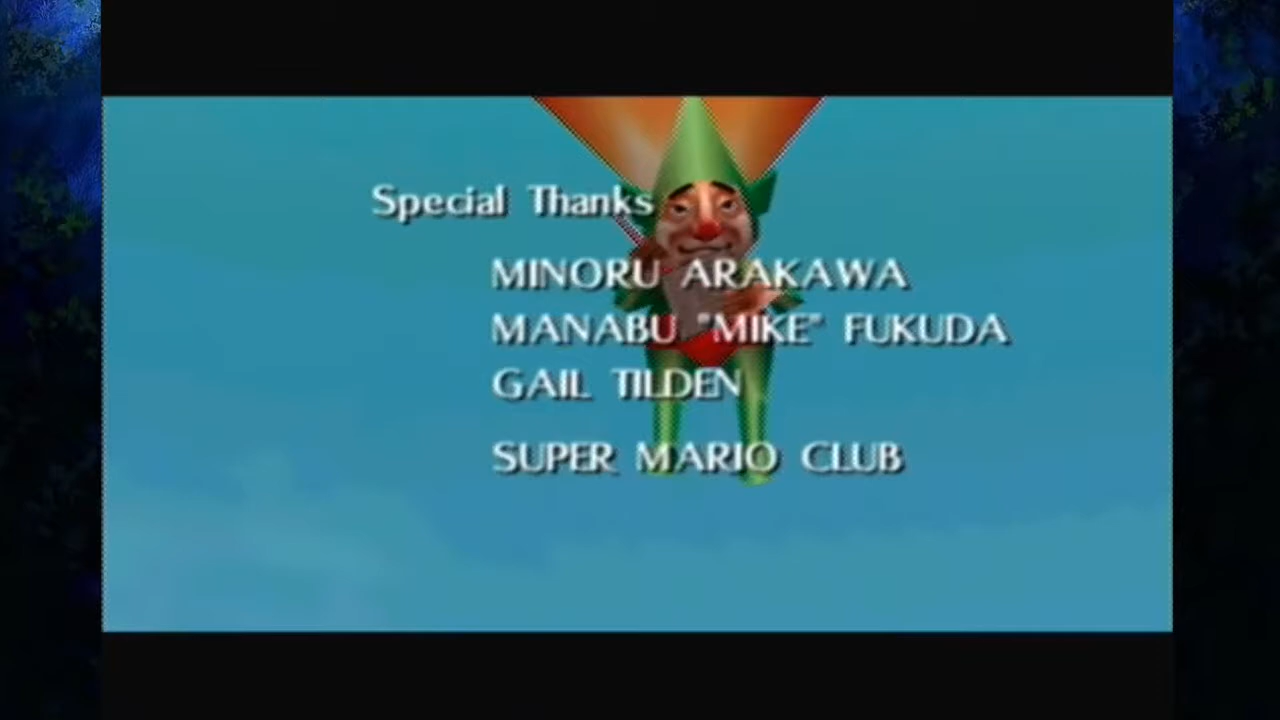 Special Thanks
MINORU ARAKAWA
MANABU "MIKE" FUKUDA
GAIL TILDEN
SUPER MARIO CLUB